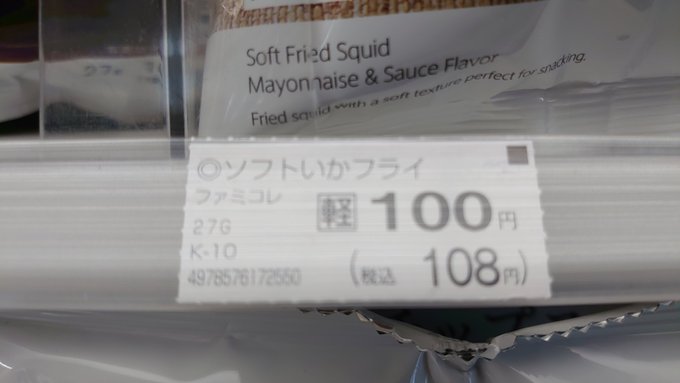 Soft Fried Squid
Mayonnaise & Sauce Flavor
Fried squid with a soft texture perfect for snacking.
◎ソフトいかフライ
ファミコレ
軽 100円
27G
K-10
(税込 108円)
4978576172550